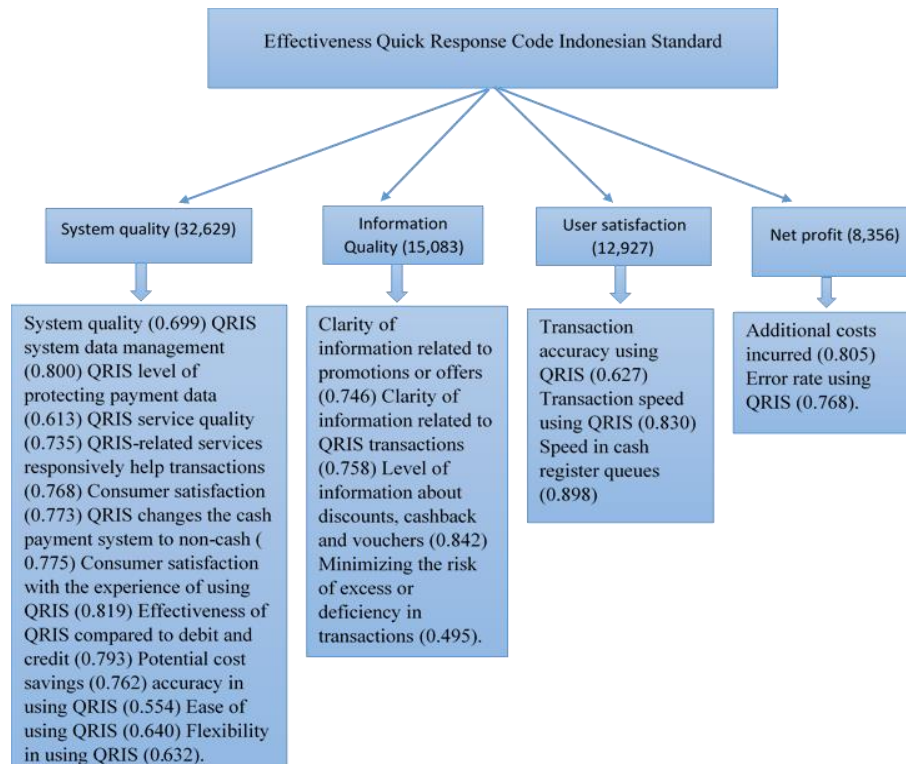 Effectiveness Quick Response Code Indonesian Standard
System quality (32,629)
Information
Quality (15,083)
User satisfaction
(12,927)
Net profit (8,356)
System quality (0.699) QRIS
system data management
(0.800) QRIS level of
protecting payment data
(0.613) QRIS service quality
(0.735) QRIS-related services
responsively help transactions
(0.768) Consumer satisfaction
(0.773) QRIS changes the cash
payment system to non-cash (
0.775) Consumer satisfaction
with the experience of using
QRIS (0.819) Effectiveness of
QRIS compared to debit and
credit (0.793) Potential cost
savings (0.762) accuracy in
using QRIS (0.554) Ease of
using QRIS (0.640) Flexibility
in using QRIS (0.632).
Clarity of
information related to
promotions or offers
(0.746) Clarity of
information related to
QRIS transactions
(0.758) Level of
information about
discounts, cashback
and vouchers (0.842)
Minimizing the risk
of excess or
deficiency in
transactions (0.495).
Transaction
accuracy using
QRIS (0.627)
Transaction speed
using QRIS (0.830)
Speed in cash
register queues
(0.898)
Additional costs
incurred (0.805)
Error rate using
QRIS (0.768).